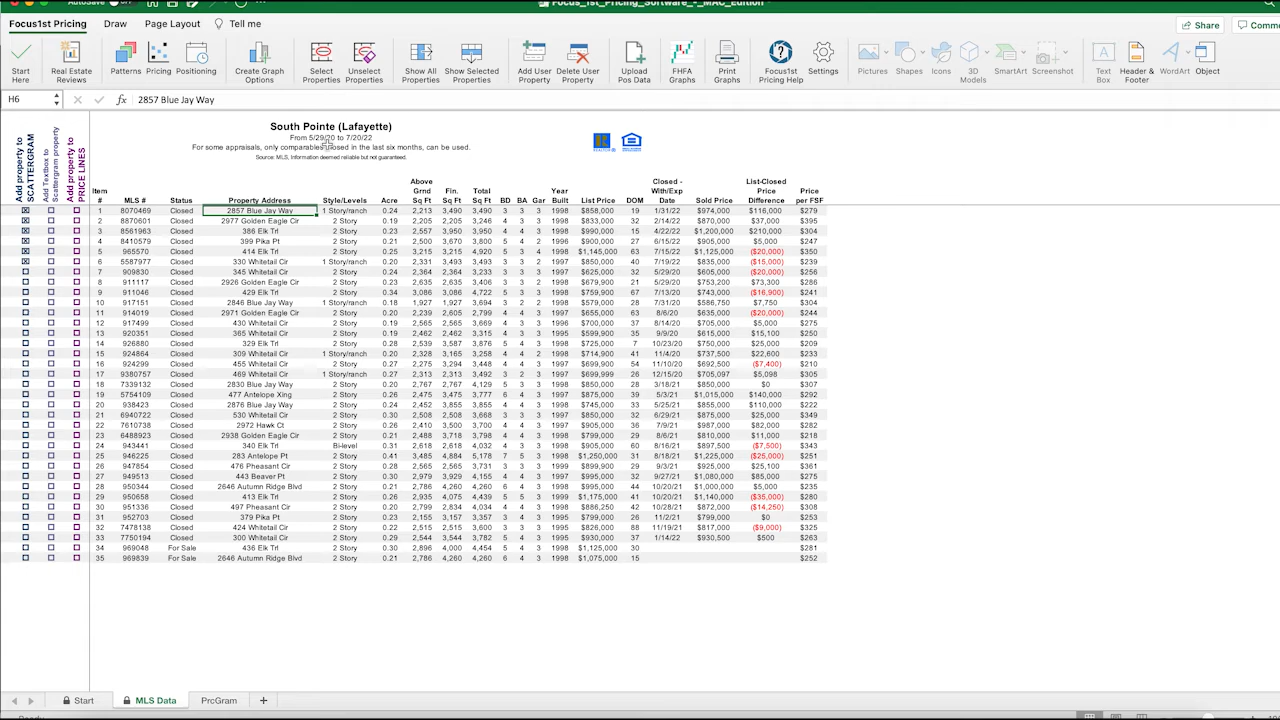 AutoSave OFF Focus_1st_Pricing_Software_-_MAC_Edition
Focus1st Pricing Draw Page Layout Tell me Share Comme
Start Here Real Estate Reviews Patterns Pricing Positioning Create Graph Options Select Properties Unselect Properties Show All Properties Show Selected Properties Add User Property Delete User Property Upload Pos Data FHFA Graphs Print Graphs Focus1st Pricing Help Settings Pictures Shapes Icons 3D Models SmartArt Screenshot Text Box Header & Footer WordArt Object
H6 fx 2857 Blue Jay Way
South Pointe (Lafayette)
From 5/29/20 to 7/20/22
For some appraisals, only comparables closed in the last six months, can be used.
Source: MLS, Information deemed reliable but not guaranteed.
Add property to SCATTERGRAM
Add Textbox to Scattergram property
Add property to PRICE LINES
Item # MLS # Status Property Address Style/Levels Acre Above Grnd Sq Ft Fin. Sq Ft Total Sq Ft BD BA Gar Year Built List Price DOM Closed - With/Exp Date Sold Price List-Closed Price Difference Price per FSF
1 8070469 Closed 2857 Blue Jay Way 1 Story/ranch 0.24 2,213 3,490 3,490 3 3 3 1998 $858,000 19 1/31/22 $974,000 $116,000 $279
2 8870601 Closed 2977 Golden Eagle Cir 2 Story 0.19 2,205 2,205 3,246 4 3 3 1998 $833,000 32 2/14/22 $870,000 $37,000 $395
3 8561963 Closed 386 Elk Trl 2 Story 0.23 2,557 3,950 3,950 4 4 3 1998 $990,000 15 4/22/22 $1,200,000 $210,000 $304
4 8410579 Closed 399 Pika Pt 2 Story 0.21 2,500 3,670 3,800 5 4 2 1996 $900,000 27 6/15/22 $905,000 $5,000 $247
5 965570 Closed 414 Elk Trl 2 Story 0.25 3,215 3,215 4,920 5 3 4 1998 $1,145,000 63 7/15/22 $1,125,000 ($20,000) $350
6 5587977 Closed 330 Whitetail Cir 1 Story/ranch 0.24 2,331 3,493 3,493 3 3 2 1997 $850,000 40 7/19/22 $835,000 ($15,000) $239
7 909830 Closed 345 Whitetail Cir 2 Story 0.24 2,364 2,364 3,233 3 3 3 1997 $625,000 32 5/29/20 $605,000 ($20,000) $256
8 911117 Closed 2926 Golden Eagle Cir 2 Story 0.23 2,635 2,635 3,406 3 3 3 1998 $679,900 21 5/29/20 $753,200 $73,300 $286
9 911046 Closed 429 Elk Trl 2 Story 0.34 3,086 3,086 4,722 5 3 3 1998 $759,900 67 7/13/20 $743,000 ($16,900) $241
10 917151 Closed 2846 Blue Jay Way 1 Story/ranch 0.18 1,927 1,927 3,694 3 2 2 1998 $579,000 28 7/31/20 $586,750 $7,750 $304
11 914019 Closed 2971 Golden Eagle Cir 2 Story 0.20 2,239 2,605 2,799 4 4 3 1997 $655,000 63 8/6/20 $635,000 ($20,000) $244
12 917499 Closed 430 Whitetail Cir 2 Story 0.19 2,565 2,565 3,669 4 3 3 1996 $700,000 37 8/14/20 $705,000 $5,000 $275
13 920351 Closed 365 Whitetail Cir 2 Story 0.19 2,462 2,462 3,315 4 3 3 1995 $599,900 35 9/9/20 $615,000 $15,100 $250
14 926880 Closed 329 Elk Trl 2 Story 0.28 2,539 3,587 3,876 5 4 3 1998 $725,000 7 10/23/20 $750,000 $25,000 $209
15 924864 Closed 309 Whitetail Cir 1 Story/ranch 0.20 2,328 3,165 3,258 4 4 2 1995 $714,900 41 11/4/20 $737,500 $22,600 $233
16 924299 Closed 455 Whitetail Cir 2 Story 0.27 2,275 3,294 3,448 4 4 3 1996 $699,900 54 11/10/20 $692,500 ($7,400) $210
17 9380757 Closed 469 Whitetail Cir 1 Story/ranch 0.27 2,313 2,313 3,492 3 2 3 1997 $699,999 26 12/15/20 $705,097 $5,098 $305
18 7339132 Closed 2830 Blue Jay Way 2 Story 0.20 2,767 2,767 4,129 5 3 3 1998 $850,000 28 3/18/21 $850,000 $0 $307
19 5754109 Closed 477 Antelope Xing 2 Story 0.26 2,475 3,475 3,777 6 4 3 1997 $875,000 39 5/3/21 $1,015,000 $140,000 $292
20 938423 Closed 2876 Blue Jay Way 2 Story 0.24 2,452 3,855 3,855 4 4 3 1998 $745,000 33 5/25/21 $855,000 $110,000 $222
21 6940722 Closed 530 Whitetail Cir 2 Story 0.30 2,508 2,508 3,668 3 3 3 1997 $850,000 32 6/29/21 $875,000 $25,000 $349
22 7610738 Closed 2972 Hawk Ct 2 Story 0.26 2,410 3,500 3,700 4 4 3 1997 $905,000 36 7/9/21 $987,000 $82,000 $282
23 6488923 Closed 2938 Golden Eagle Cir 2 Story 0.21 2,488 3,718 3,798 4 4 3 1998 $799,000 29 8/6/21 $810,000 $11,000 $218
24 943441 Closed 340 Elk Trl Bi-level 0.31 2,618 2,618 4,032 4 3 3 1998 $905,000 60 8/16/21 $897,500 ($7,500) $343
25 946225 Closed 283 Antelope Pt 2 Story 0.41 3,485 4,884 5,178 7 5 3 1996 $1,250,000 31 8/18/21 $1,225,000 ($25,000) $251
26 947854 Closed 476 Pheasant Cir 2 Story 0.28 2,565 2,565 3,731 3 3 3 1999 $899,900 29 9/3/21 $925,000 $25,100 $361
27 949513 Closed 443 Beaver Pt 2 Story 0.30 2,979 3,929 4,155 4 4 3 1997 $995,000 32 9/27/21 $1,080,000 $85,000 $275
28 950344 Closed 2646 Autumn Ridge Blvd 2 Story 0.21 2,786 4,260 4,260 6 4 3 1998 $995,000 44 10/20/21 $1,000,000 $5,000 $235
29 950658 Closed 413 Elk Trl 2 Story 0.26 2,935 4,075 4,439 5 5 3 1999 $1,175,000 41 10/20/21 $1,140,000 ($35,000) $280
30 951336 Closed 497 Pheasant Cir 2 Story 0.20 2,799 2,834 4,034 4 4 3 1998 $886,250 42 10/28/21 $872,000 ($14,250) $308
31 952703 Closed 379 Pika Pt 2 Story 0.23 2,155 3,157 3,357 3 4 3 1995 $799,000 26 11/2/21 $799,000 $0 $253
32 7478138 Closed 424 Whitetail Cir 2 Story 0.22 2,515 2,515 3,600 3 3 3 1995 $826,000 88 11/19/21 $817,000 ($9,000) $325
33 7750194 Closed 300 Whitetail Cir 2 Story 0.29 2,544 3,544 3,782 5 4 3 1995 $930,000 37 1/14/22 $930,500 $500 $263
34 969048 For Sale 436 Elk Trl 2 Story 0.30 2,896 4,000 4,454 5 4 3 1998 $1,125,000 30 $281
35 969839 For Sale 2646 Autumn Ridge Blvd 2 Story 0.21 2,786 4,260 4,260 6 4 3 1998 $1,075,000 15 $252
Start MLS Data PrcGram +